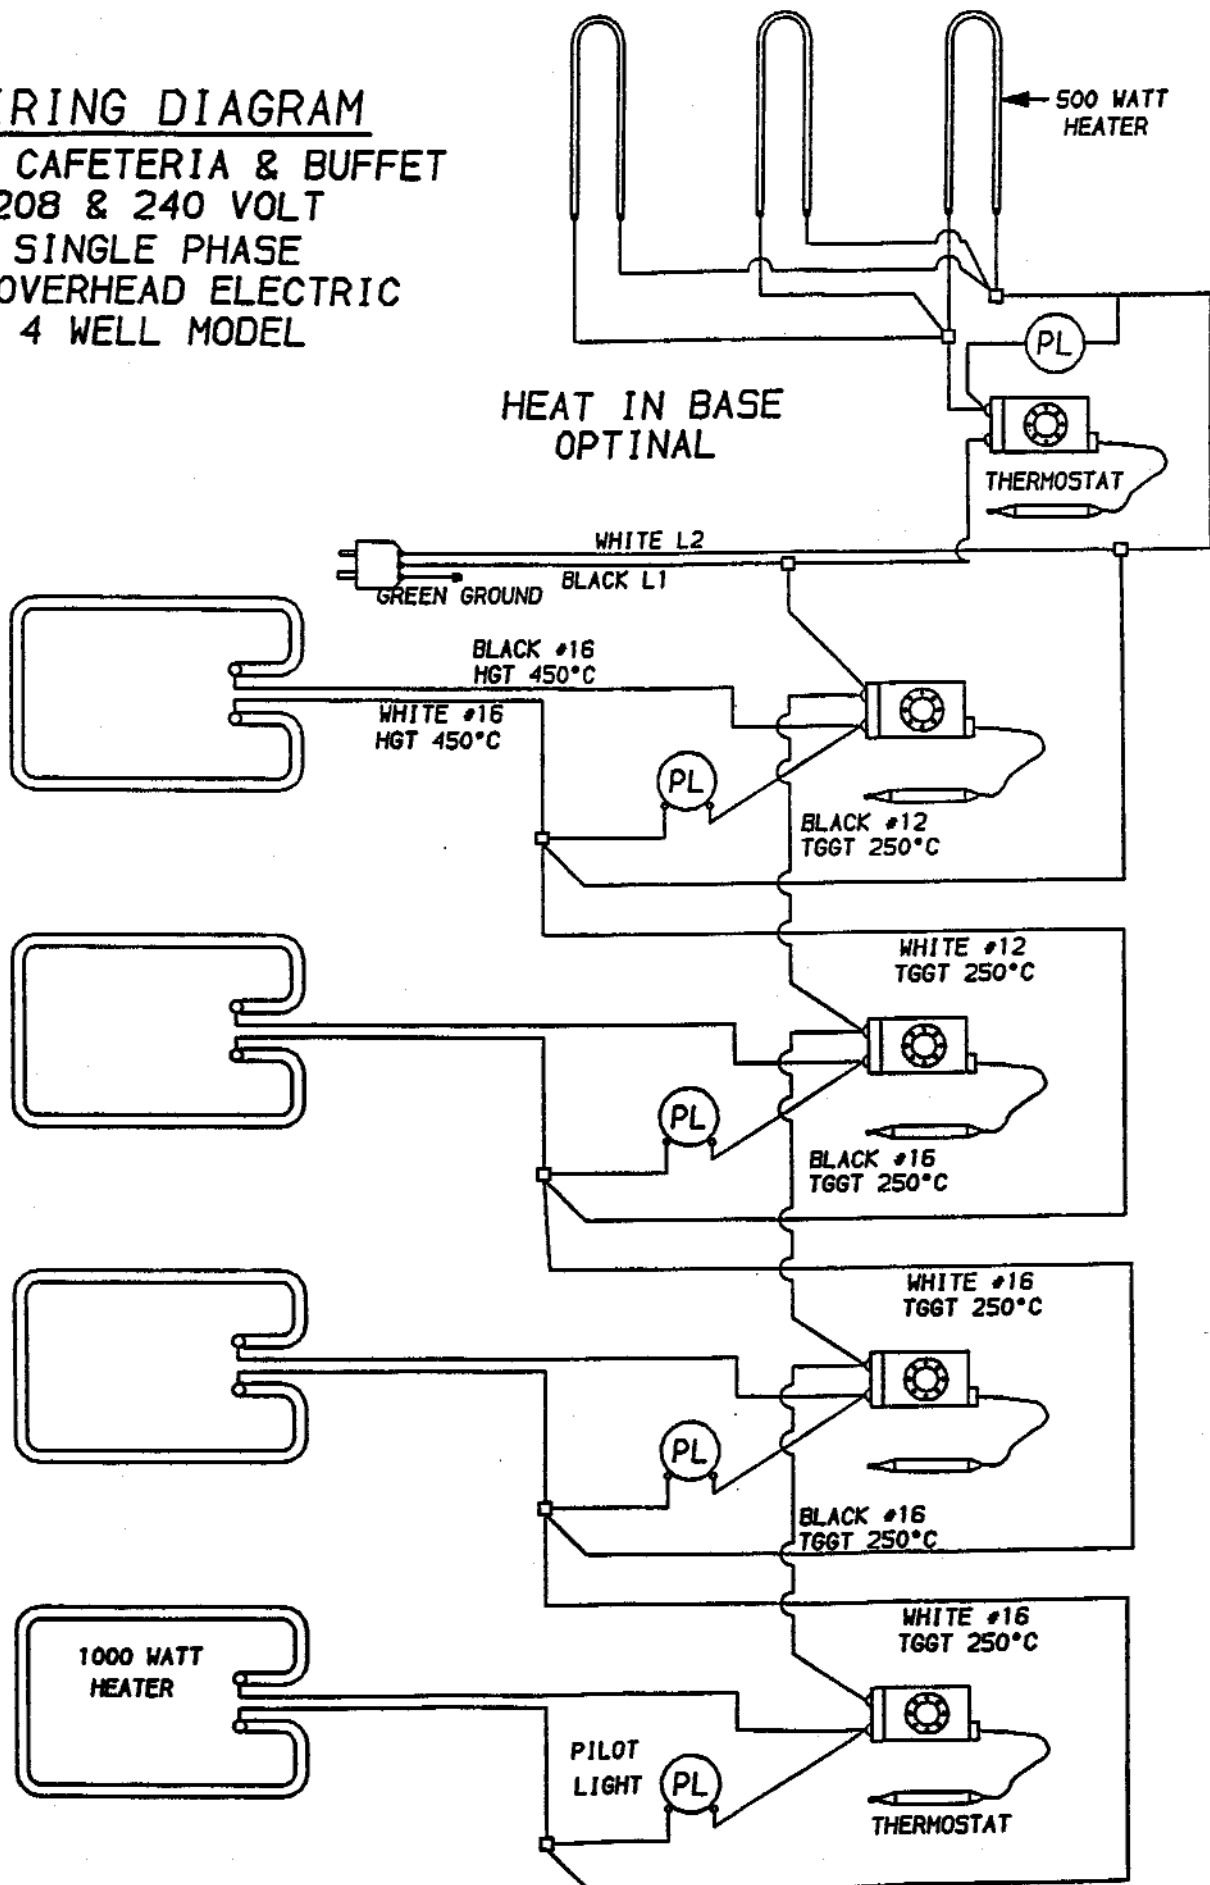 IRING DIAGRAM
CAFETERIA & BUFFET
208 & 240 VOLT
SINGLE PHASE
OVERHEAD ELECTRIC
4 WELL MODEL
500 WATT
HEATER
PL
HEAT IN BASE
OPTINAL
THERMOSTAT
WHITE L2
BLACK L1
GREEN GROUND
BLACK #16
HGT 450°C
WHITE #16
HGT 450°C
PL
BLACK #12
TGGT 250°C
WHITE #12
TGGT 250°C
PL
BLACK #16
TGGT 250°C
WHITE #16
TGGT 250°C
PL
BLACK #16
TGGT 250°C
WHITE #16
TGGT 250°C
1000 WATT
HEATER
PILOT
LIGHT
PL
THERMOSTAT